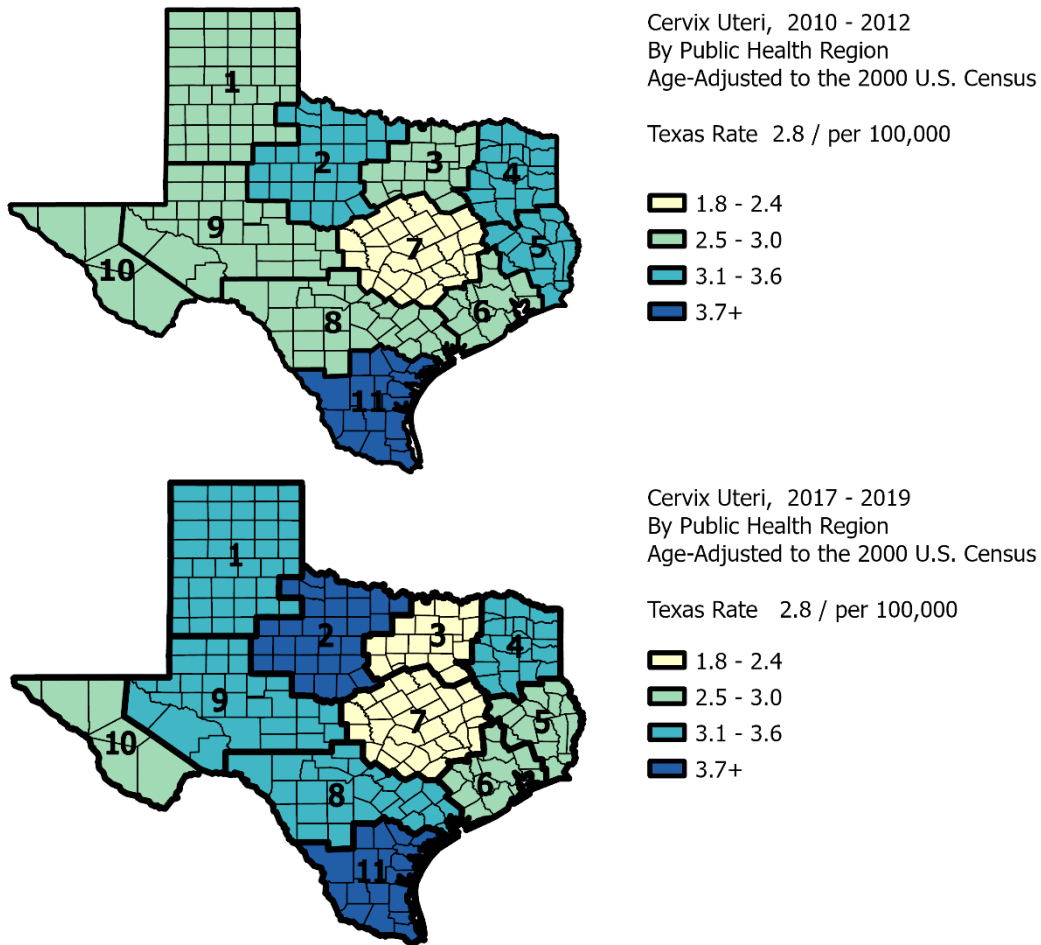 Cervix Uteri, 2010 - 2012
By Public Health Region
Age-Adjusted to the 2000 U.S. Census
Texas Rate 2.8 / per 100,000
1.8 - 2.4
2.5 - 3.0
3.1 - 3.6
3.7+
1
2
3
4
5
6
7
8
9
10
11
Cervix Uteri, 2017 - 2019
By Public Health Region
Age-Adjusted to the 2000 U.S. Census
Texas Rate 2.8 / per 100,000
1.8 - 2.4
2.5 - 3.0
3.1 - 3.6
3.7+
1
2
3
4
5
6
7
8
9
10
11